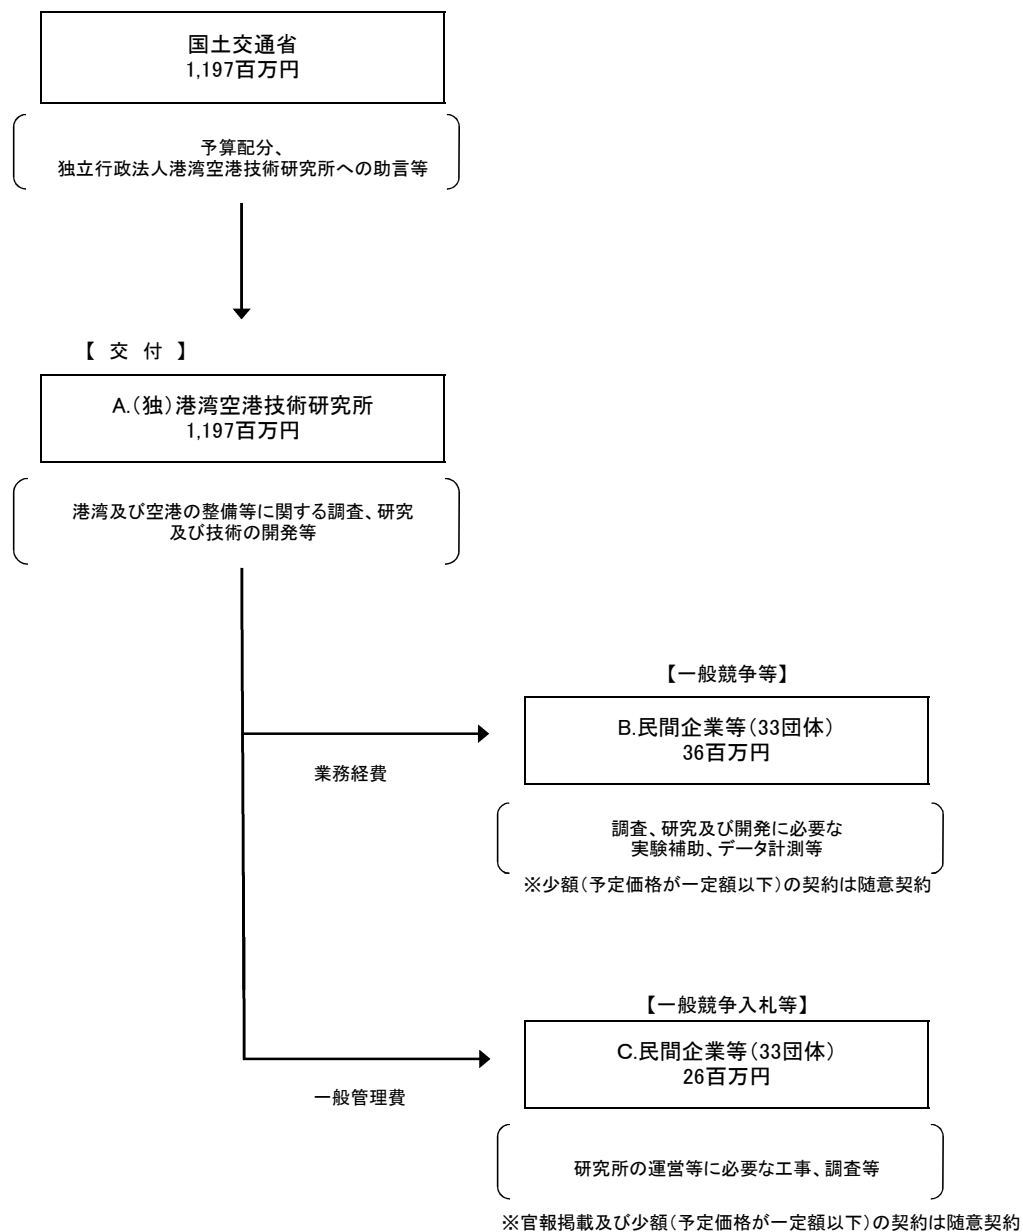 国土交通省
1,197百万円
予算配分、
独立行政法人港湾空港技術研究所への助言等
【 交 付 】
A.(独)港湾空港技術研究所
1,197百万円
港湾及び空港の整備等に関する調査、研究
及び技術の開発等
【一般競争等】
B.民間企業等(33団体)
36百万円
業務経費
調査、研究及び開発に必要な
実験補助、データ計測等
※少額(予定価格が一定額以下)の契約は随意契約
【一般競争入札等】
C.民間企業等(33団体)
26百万円
一般管理費
研究所の運営等に必要な工事、調査等
※官報掲載及び少額(予定価格が一定額以下)の契約は随意契約